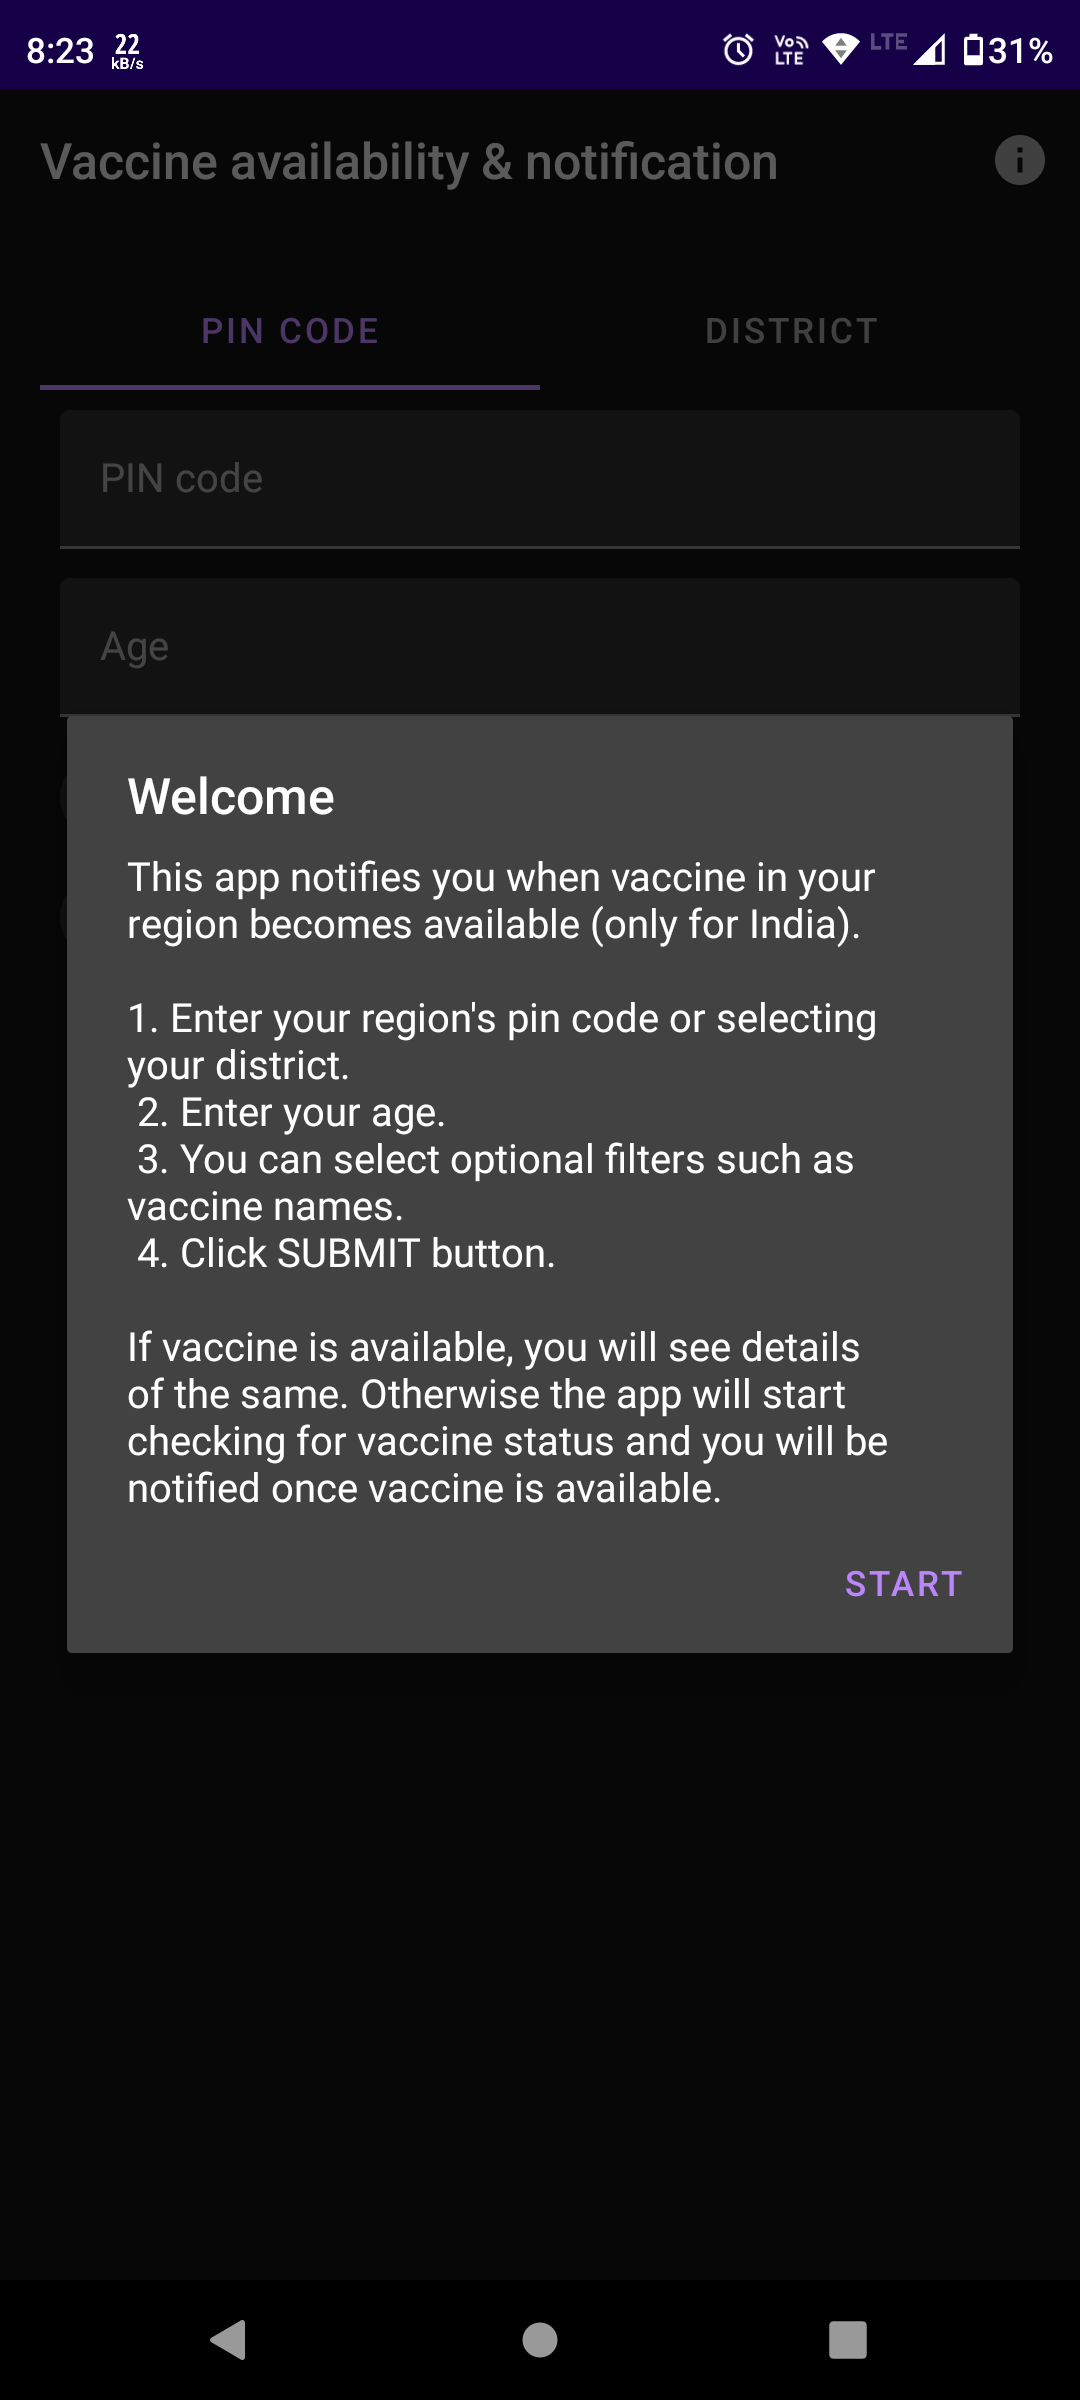 8:23 22 kB/s Vo LTE LTE 31%
Vaccine availability & notification
PIN CODE DISTRICT
PIN code
Age
Welcome
This app notifies you when vaccine in your
region becomes available (only for India).
1. Enter your region's pin code or selecting
your district.
2. Enter your age.
3. You can select optional filters such as
vaccine names.
4. Click SUBMIT button.
If vaccine is available, you will see details
of the same. Otherwise the app will start
checking for vaccine status and you will be
notified once vaccine is available.
START